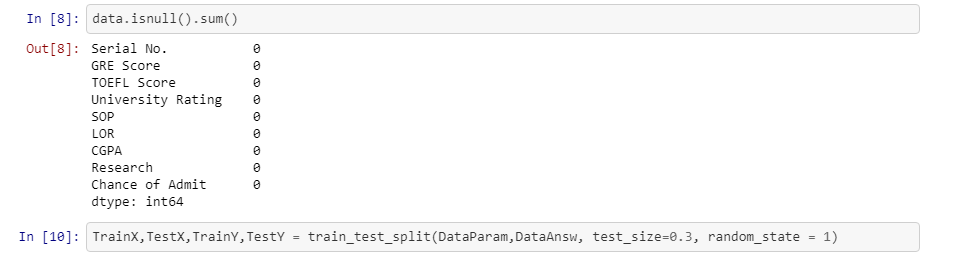 In [8]: data.isnull().sum()
Out[8]: Serial No. 0
GRE Score 0
TOEFL Score 0
University Rating 0
SOP 0
LOR 0
CGPA 0
Research 0
Chance of Admit 0
dtype: int64
In [10]: TrainX,TestX,TrainY,TestY = train_test_split(DataParam,DataAnsw, test_size=0.3, random_state = 1)